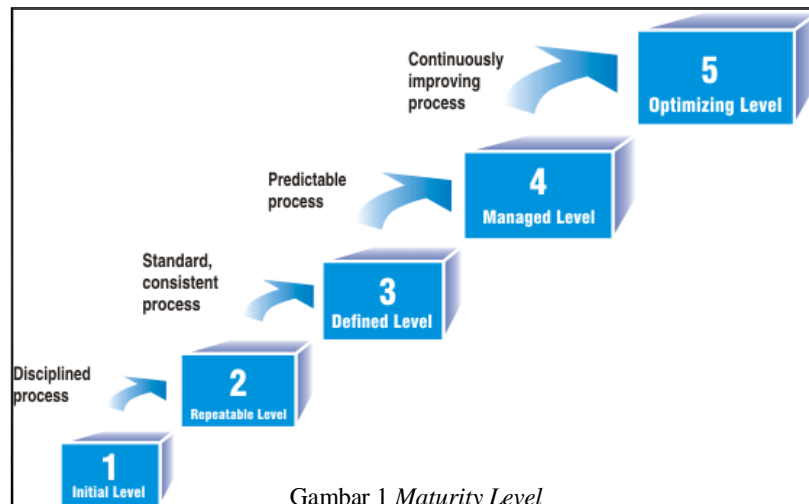 Continuously
improving
process
5
Optimizing Level
Predictable
process
4
Managed Level
Standard,
consistent
process
3
Defined Level
Disciplined
process
2
Repeatable Level
1
Initial Level
Gambar 1 Maturity Level